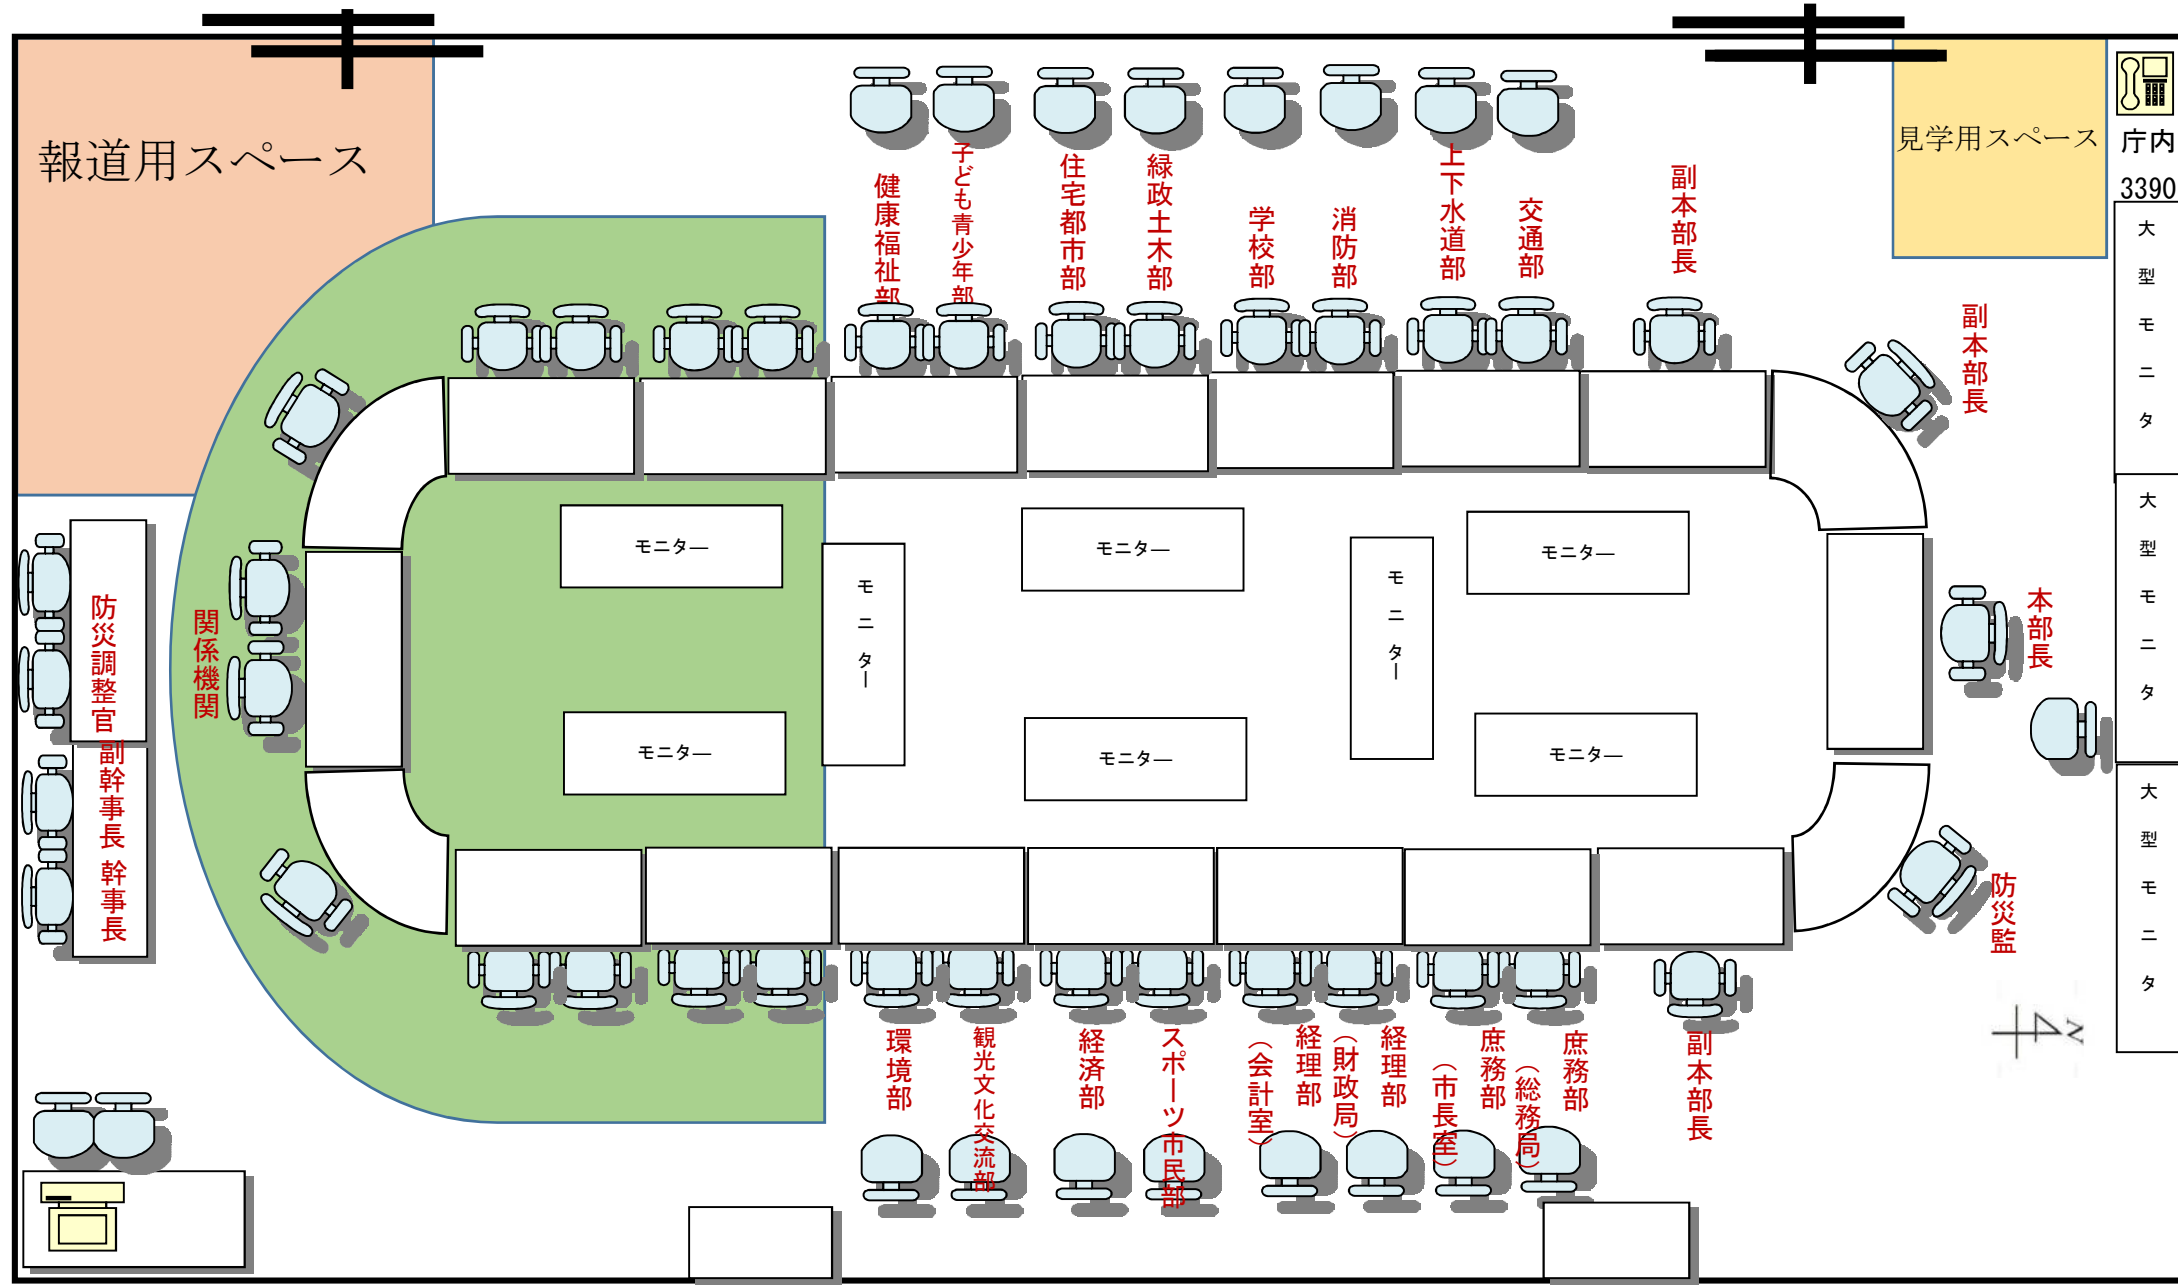 報道用スペース
見学用スペース
庁内
3390
健康福祉部
子ども青少年部
住宅都市部
緑政土木部
学校部
消防部
上下水道部
交通部
副本部長
副本部長
大型モニタ
大型モニタ
大型モニタ
モニター
モニター
モニター
モニター
モニター
モニター
モニター
モニター
関係機関
防災調整官
副幹事長
幹事長
本部長
防災監
環境部
観光文化交流部
経済部
スポーツ市民部
経理部
（会計室）
経理部
（財政局）
庶務部
（市長室）
庶務部
（総務局）
副本部長
N